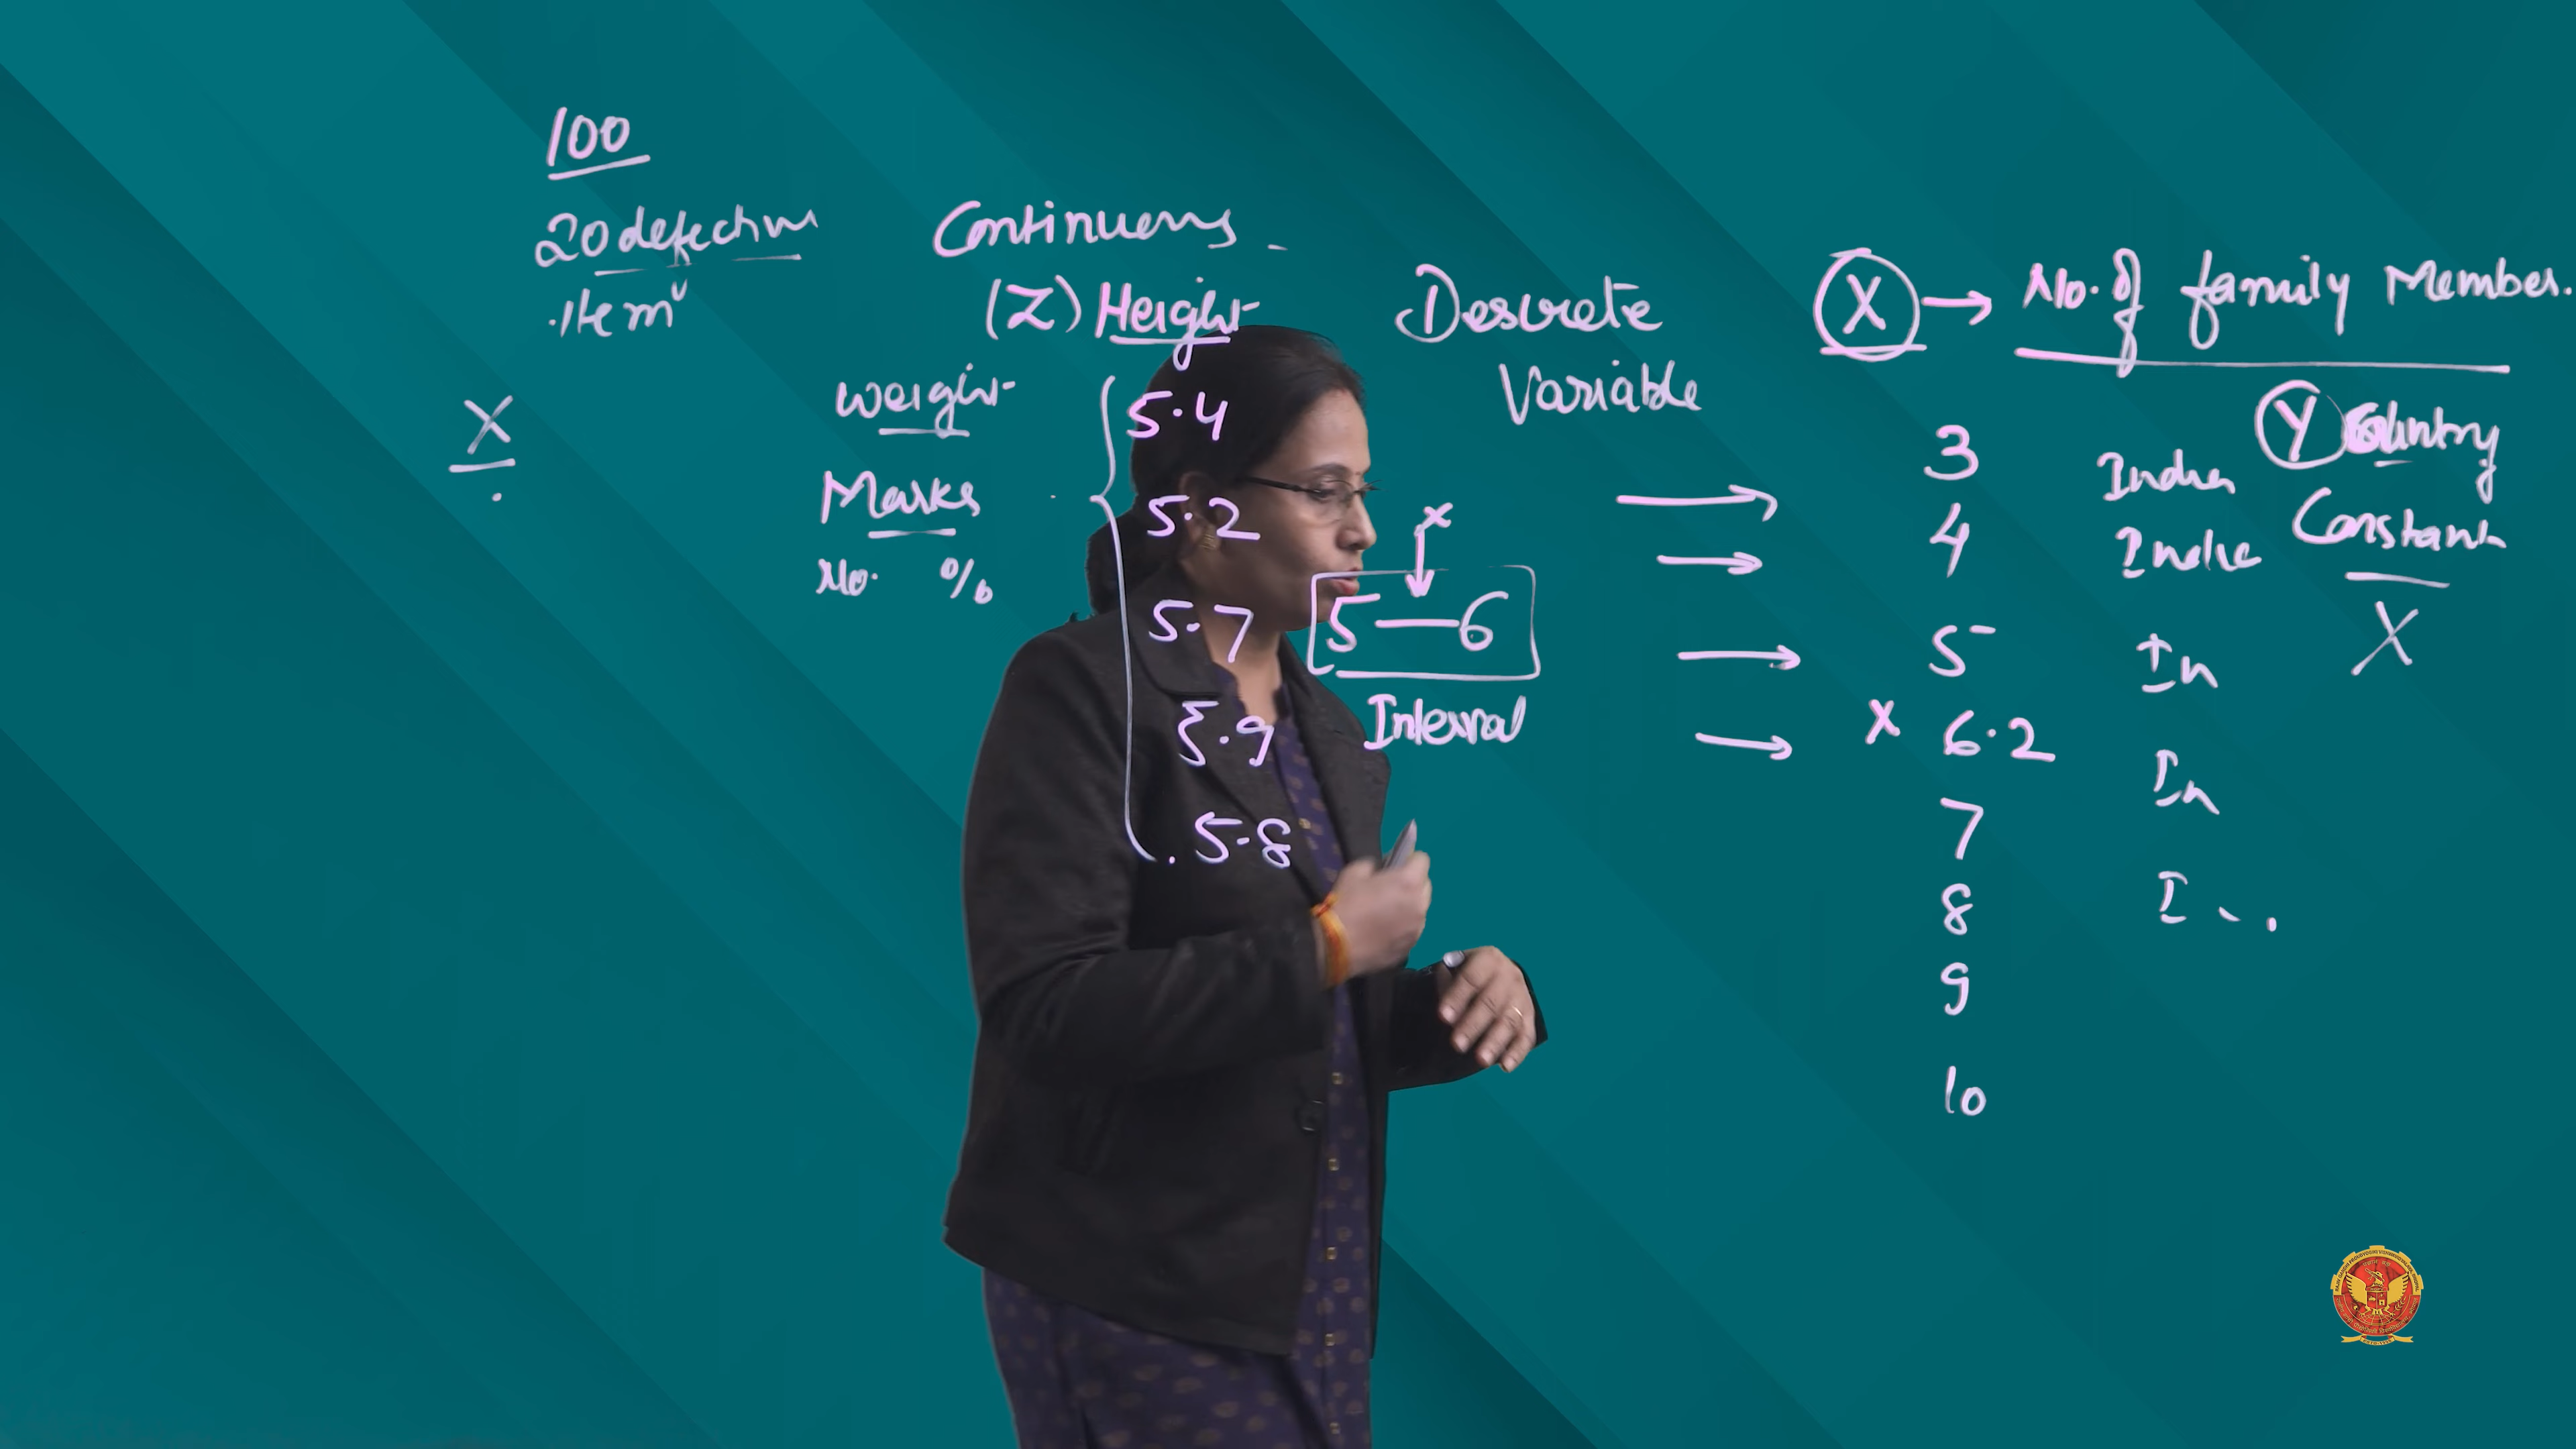 100
20 defective
item
X
Continuous
(Z) Height
Weight
Marks
No. %
5.4
5.2
5.7
5.9
5.8
Descrete
Variable
x
5 — 6
Interval
X → No. of family Member.
3
4
5
x 6.2
7
8
9
10
Y Country
Constant
X
India
India
In
In
I ...